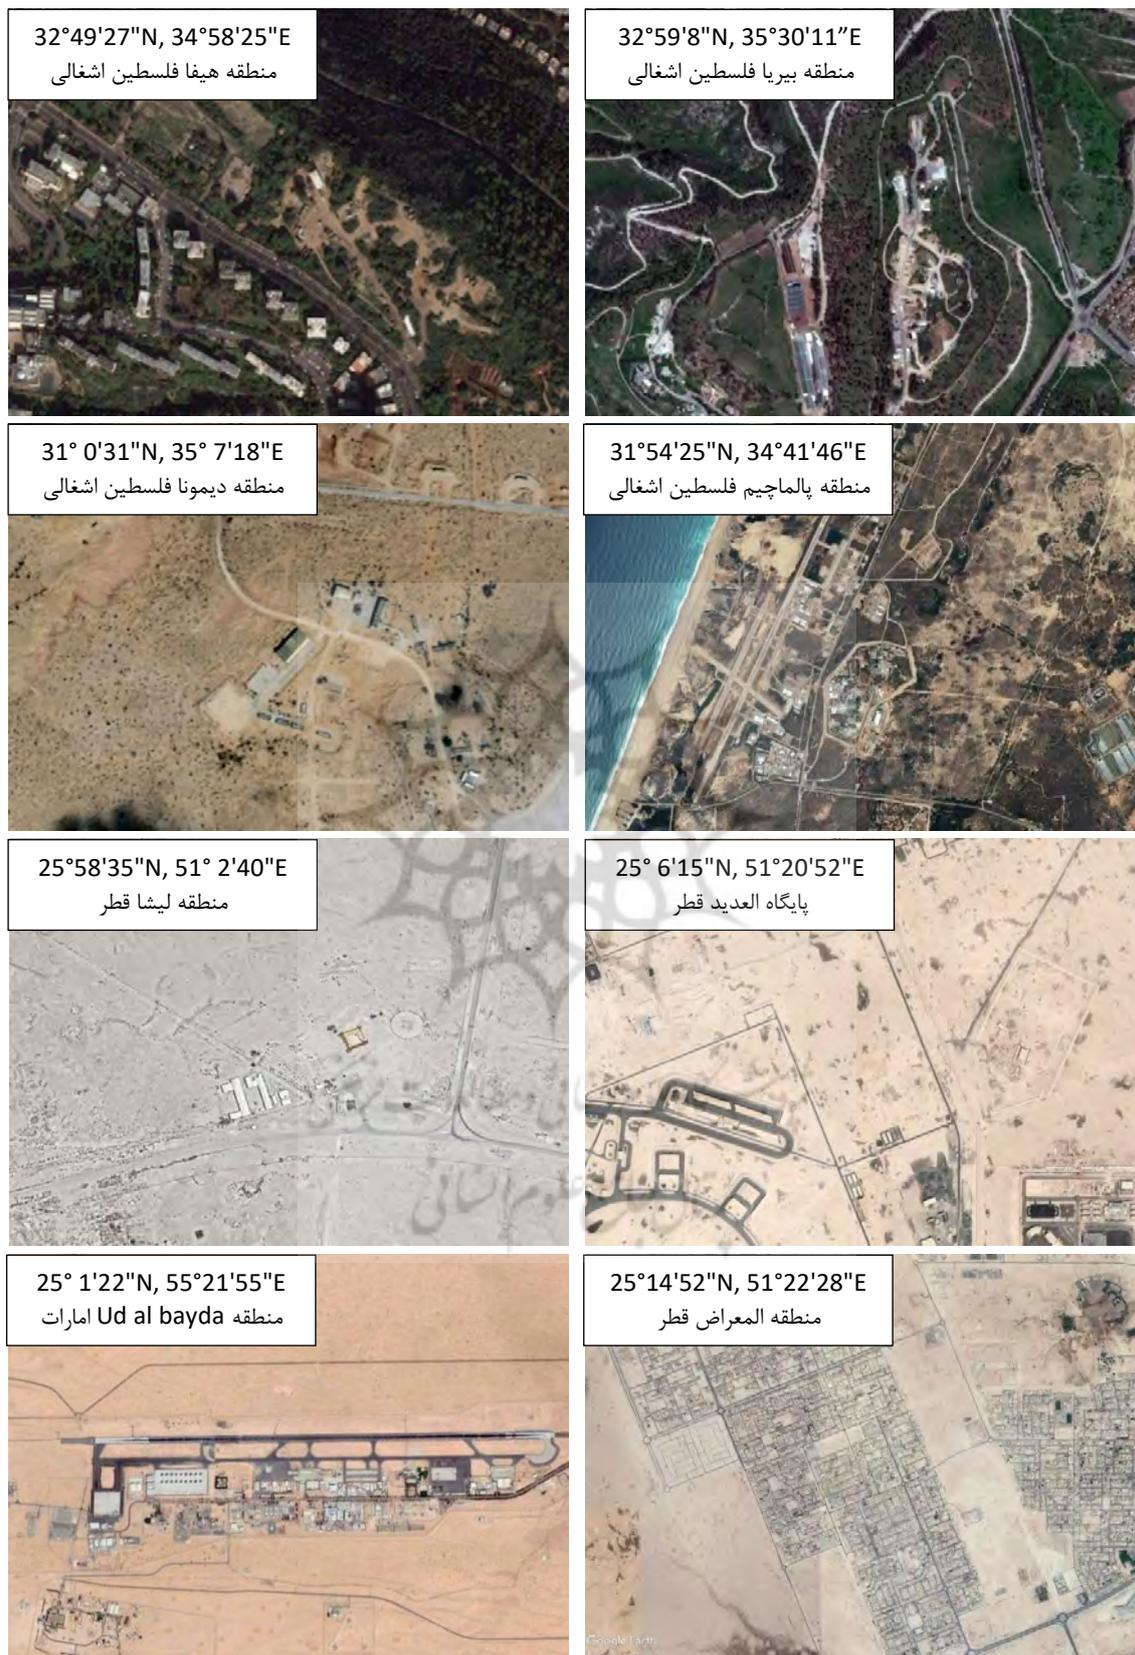 32°49'27"N, 34°58'25"E
منطقه هیفا فلسطین اشغالی
32°59'8"N, 35°30'11”E
منطقه بیریا فلسطین اشغالی
31° 0'31"N, 35° 7'18"E
منطقه دیمونا فلسطین اشغالی
31°54'25"N, 34°41'46"E
منطقه پالماچیم فلسطین اشغالی
25°58'35"N, 51° 2'40"E
منطقه لیشا قطر
25° 6'15"N, 51°20'52"E
پایگاه العدید قطر
25° 1'22"N, 55°21'55"E
منطقه Ud al bayda امارات
25°14'52"N, 51°22'28"E
منطقه المعراض قطر
Google Earth